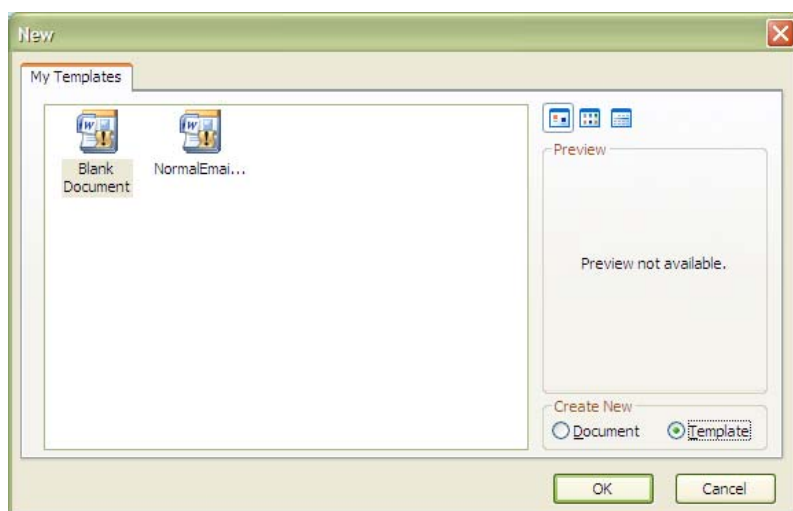 New
My Templates
Blank
Document
NormalEmai...
Preview
Preview not available.
Create New
Document
Template
OK
Cancel